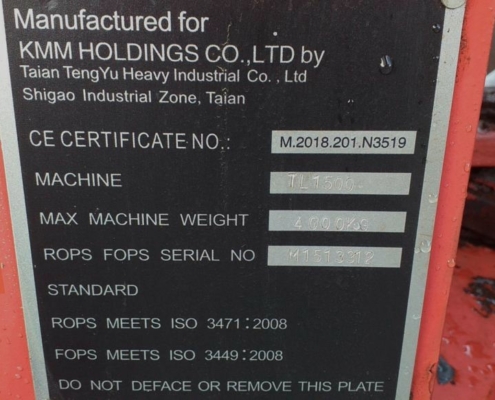 Manufactured for
KMM HOLDINGS CO.,LTD by
Taian TengYu Heavy Industrial Co. , Ltd
Shigao Industrial Zone, Taian
CE CERTIFICATE NO.: M.2018.201.N3519
MACHINE
MAX MACHINE WEIGHT
ROPS FOPS SERIAL NO
STANDARD
ROPS MEETS ISO 3471:2008
FOPS MEETS ISO 3449:2008
DO NOT DEFACE OR REMOVE THIS PLATE